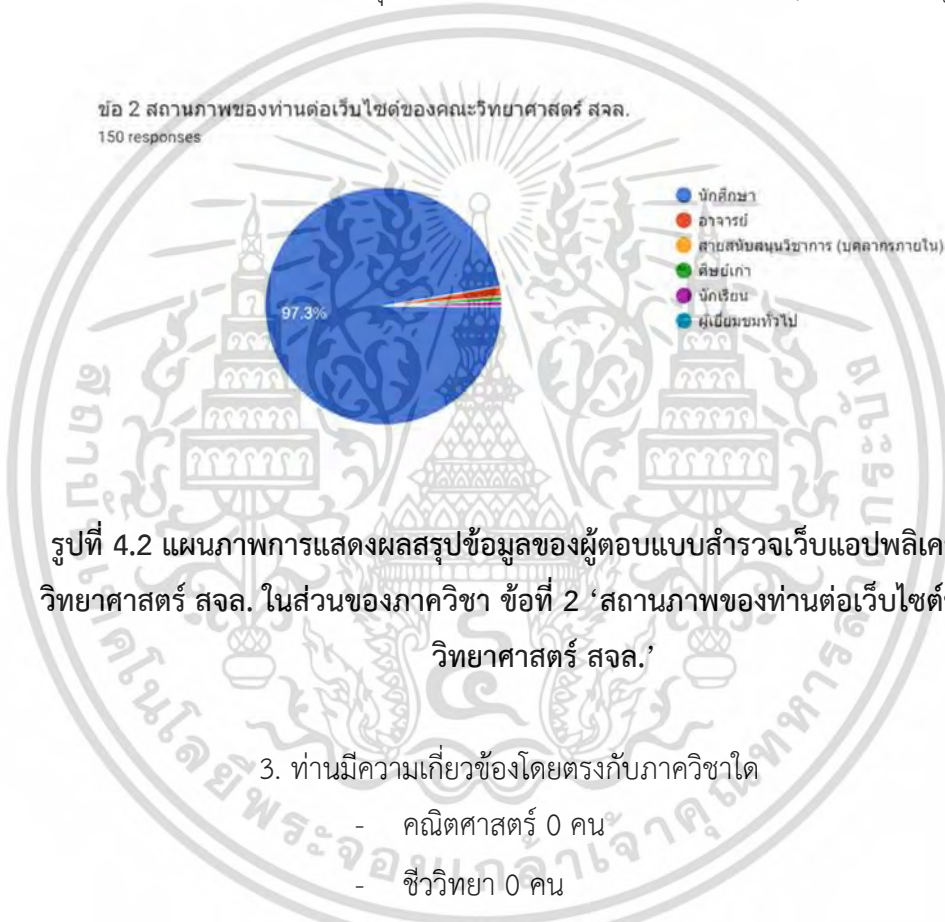 ข้อ 2 สถานภาพของท่านต่อเว็บไซต์ของคณะวิทยาศาสตร์ สจล.
150 responses
นักศึกษา
อาจารย์
สายสนับสนุนวิชาการ (บุคลากรภายใน)
ศิษย์เก่า
นักเรียน
ผู้เยี่ยมชมทั่วไป
97.3%
รูปที่ 4.2 แผนภาพการแสดงผลสรุปข้อมูลของผู้ตอบแบบสำรวจเว็บแอปพลิเค
วิทยาศาสตร์ สจล. ในส่วนของภาควิชา ข้อที่ 2 ‘สถานภาพของท่านต่อเว็บไซต์
วิทยาศาสตร์ สจล.’
3. ท่านมีความเกี่ยวข้องโดยตรงกับภาควิชาใด
- คณิตศาสตร์ 0 คน
- ชีววิทยา 0 คน